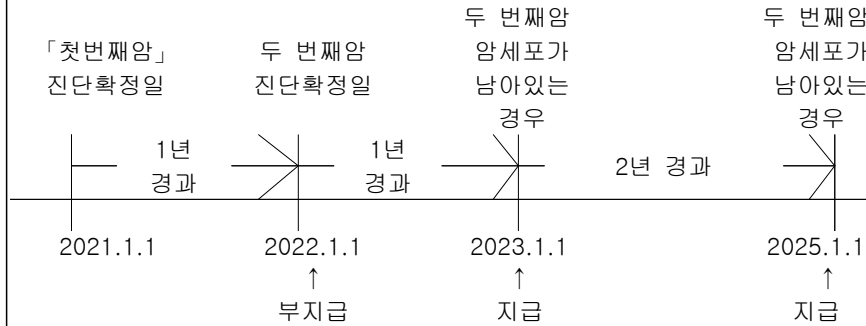 「첫번째암」
진단확정일
두 번째암
진단확정일
두 번째암
암세포가
남아있는
경우
두 번째암
암세포가
남아있는
경우
1년
경과
1년
경과
2년 경과
2021.1.1
2022.1.1
2023.1.1
2025.1.1
↑
↑
↑
부지급
지급
지급